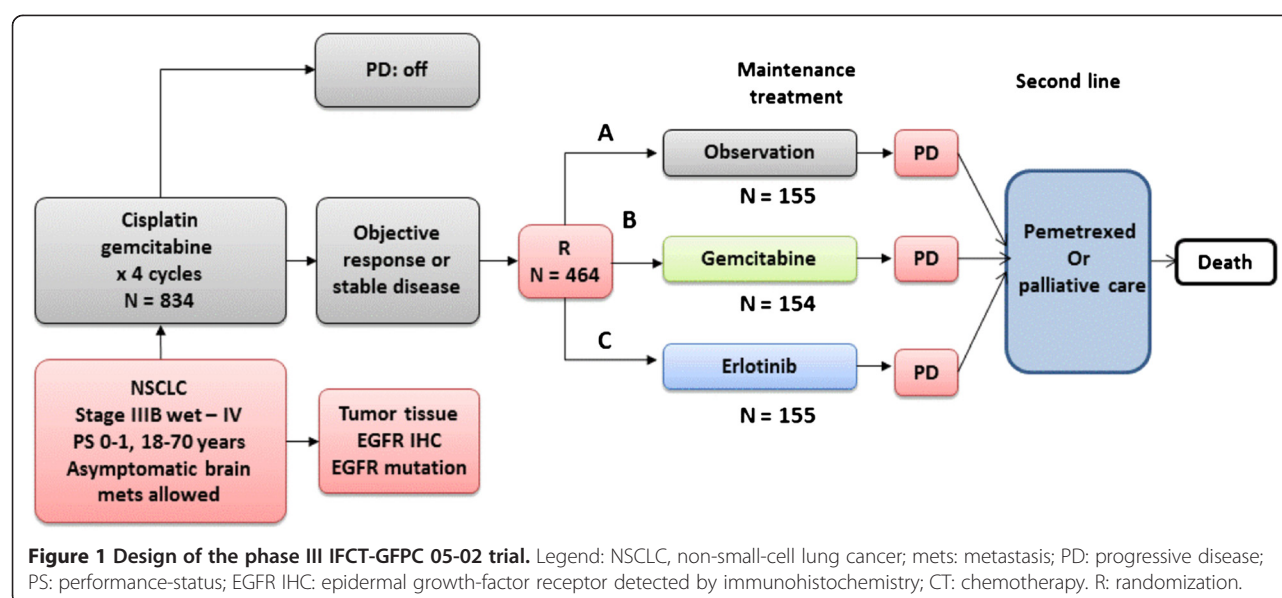 PD: off
Maintenance
treatment
Second line
A
Observation
PD
N = 155
Cisplatin
gemcitabine
x 4 cycles
N = 834
Objective
response or
stable disease
R
N = 464
B
Gemcitabine
PD
N = 154
Pemetrexed
Or
palliative care
Death
C
Erlotinib
PD
N = 155
NSCLC
Stage IIIB wet – IV
PS 0-1, 18-70 years
Asymptomatic brain
mets allowed
Tumor tissue
EGFR IHC
EGFR mutation
Figure 1 Design of the phase III IFCT-GFPC 05-02 trial. Legend: NSCLC, non-small-cell lung cancer; mets: metastasis; PD: progressive disease;
PS: performance-status; EGFR IHC: epidermal growth-factor receptor detected by immunohistochemistry; CT: chemotherapy. R: randomization.